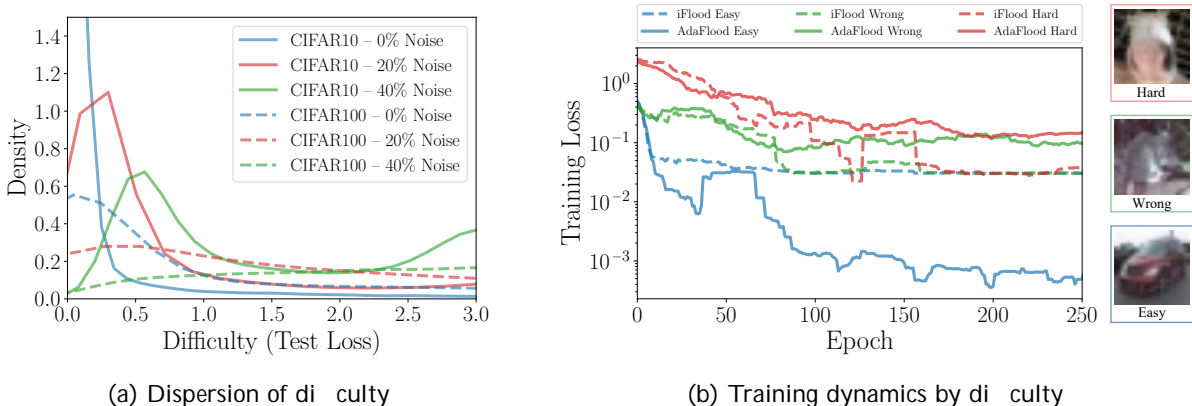 1.4
1.2
1.0
0.8
0.6
0.4
0.2
0.0
Density
CIFAR10 – 0% Noise
CIFAR10 – 20% Noise
CIFAR10 – 40% Noise
CIFAR100 – 0% Noise
CIFAR100 – 20% Noise
CIFAR100 – 40% Noise
0.0 0.5 1.0 1.5 2.0 2.5 3.0
Difficulty (Test Loss)
(a) Dispersion of di culty
iFlood Easy iFlood Wrong iFlood Hard
AdaFlood Easy AdaFlood Wrong AdaFlood Hard
10⁰
10⁻¹
10⁻²
10⁻³
Training Loss
0 50 100 150 200 250
Epoch
Hard
Wrong
Easy
(b) Training dynamics by di culty